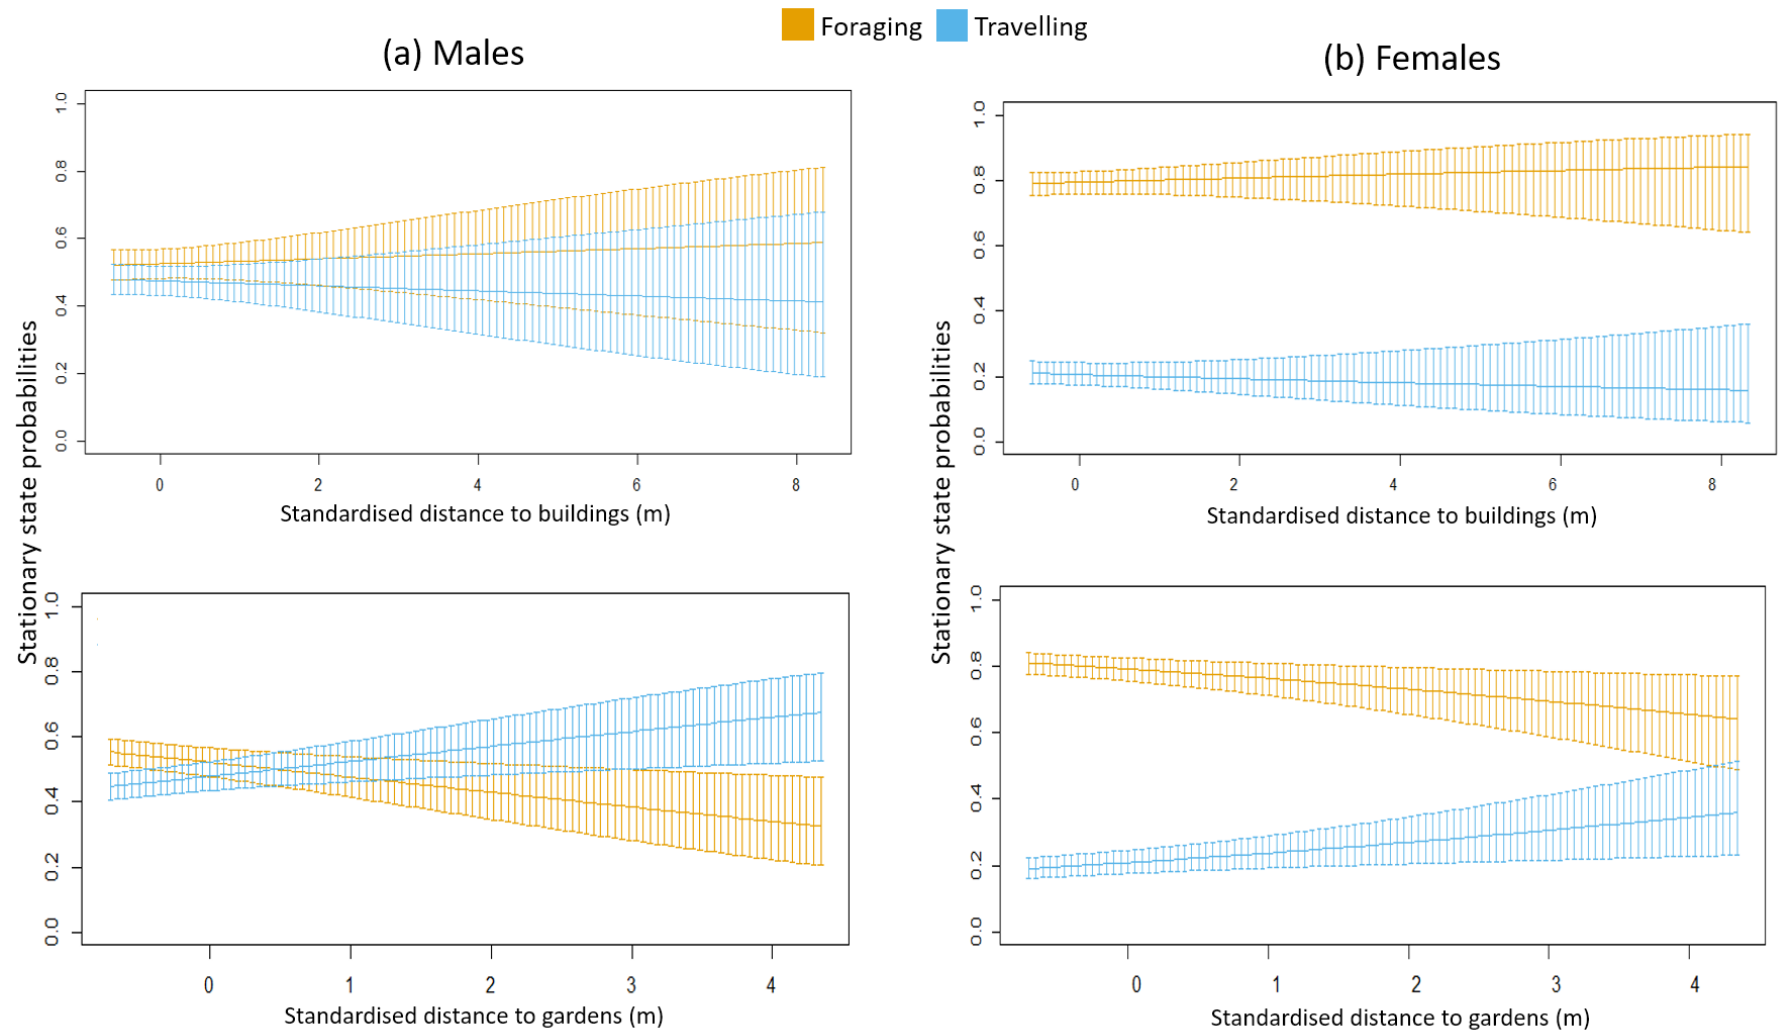 Foraging Travelling
(a) Males
(b) Females
Stationary state probabilities
1.0
0.8
0.6
0.4
0.2
0.0
0 2 4 6 8
Standardised distance to buildings (m)
1.0
0.8
0.6
0.4
0.2
0.0
0 1 2 3 4
Standardised distance to gardens (m)
Stationary state probabilities
1.0
0.8
0.6
0.4
0.2
0.0
0 2 4 6 8
Standardised distance to buildings (m)
1.0
0.8
0.6
0.4
0.2
0.0
0 1 2 3 4
Standardised distance to gardens (m)